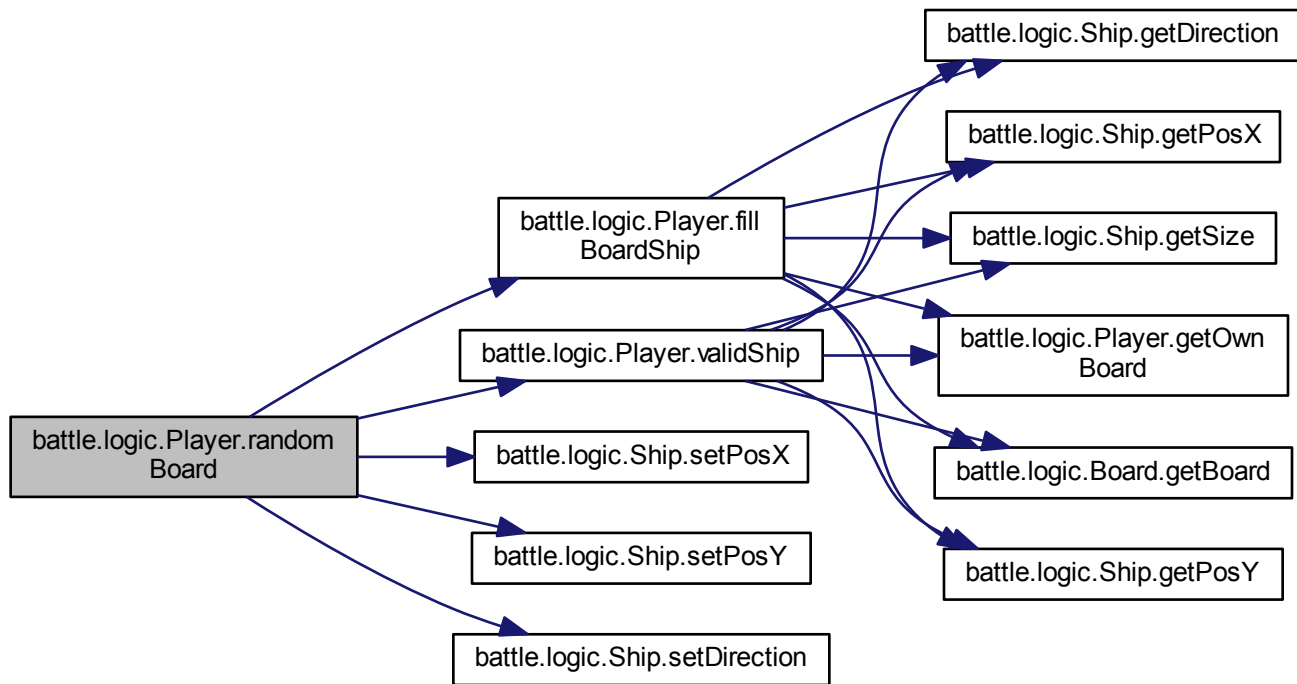 battle.logic.Ship.getDirection
battle.logic.Ship.getPosX
battle.logic.Player.fill
BoardShip
battle.logic.Ship.getSize
battle.logic.Player.validShip
battle.logic.Player.getOwn
Board
battle.logic.Player.random
Board
battle.logic.Ship.setPosX
battle.logic.Board.getBoard
battle.logic.Ship.setPosY
battle.logic.Ship.getPosY
battle.logic.Ship.setDirection